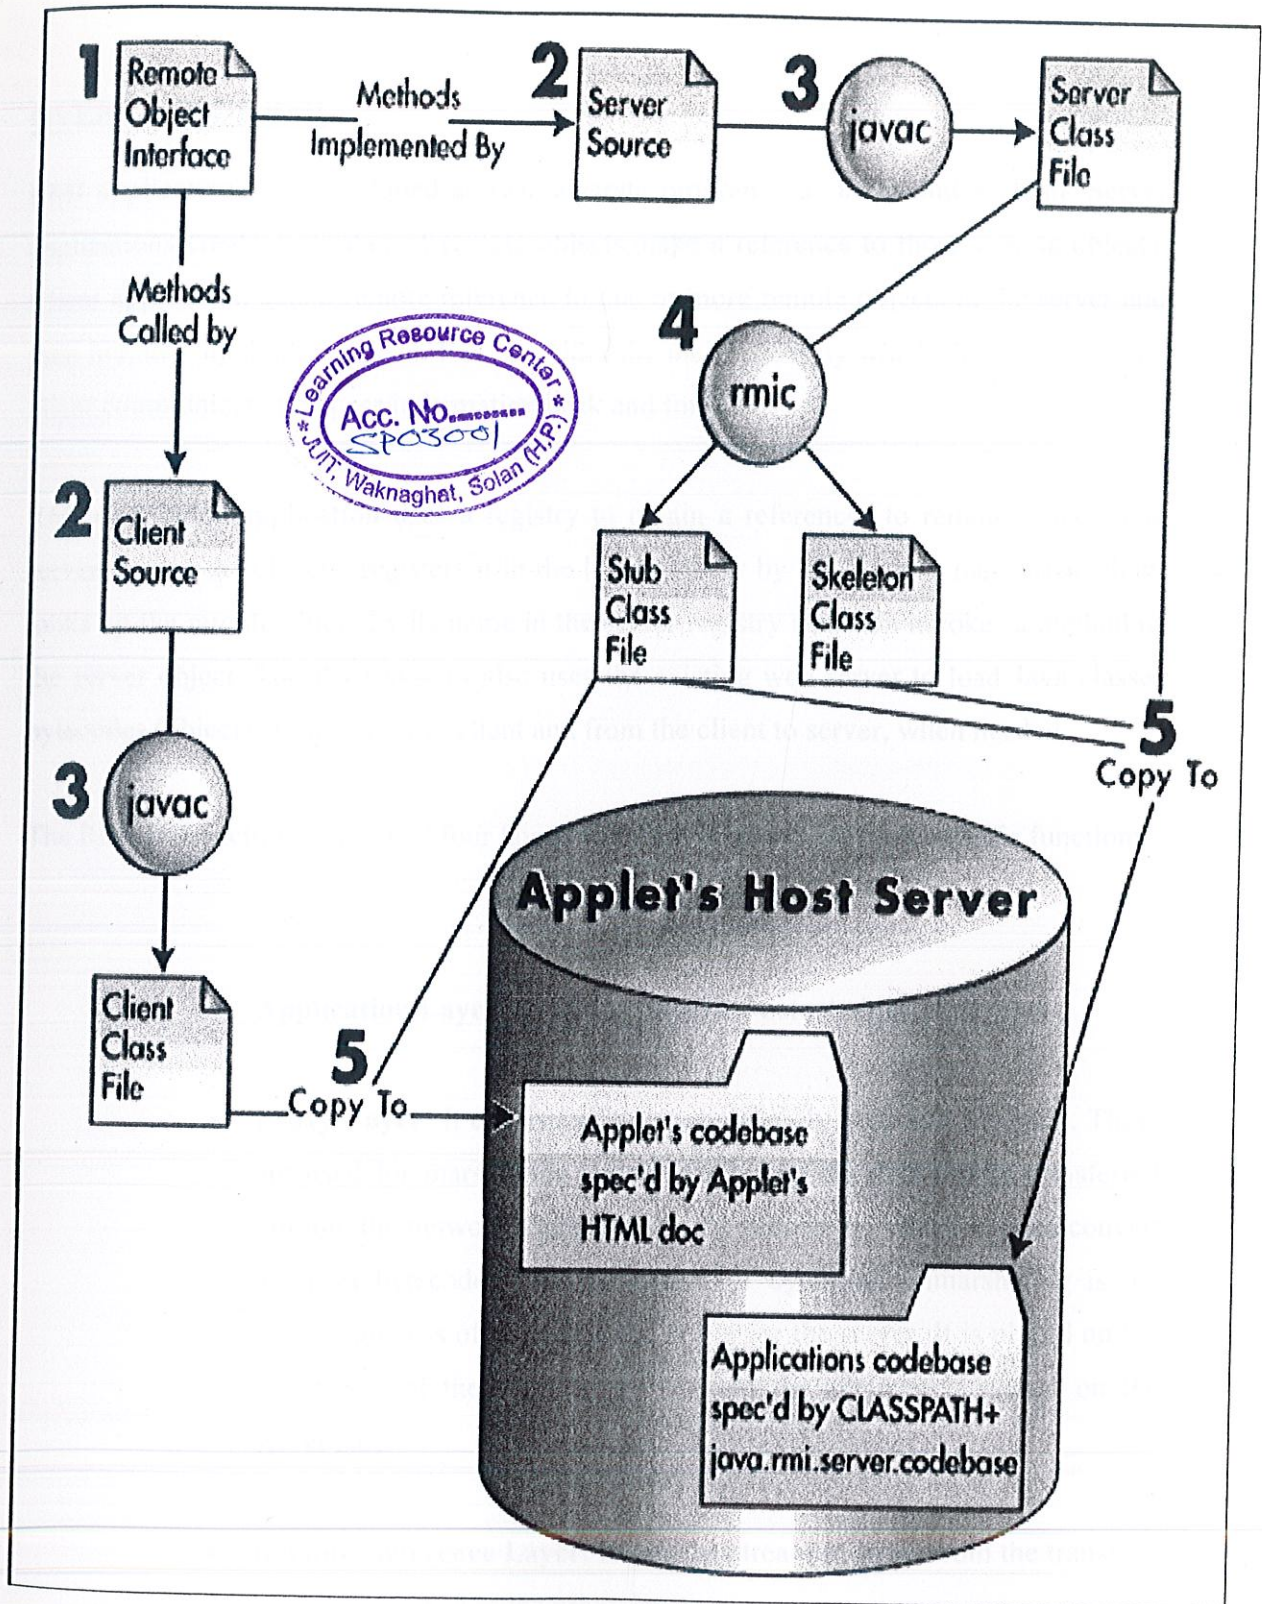 1
Remote
Object
Interface
Methods
Implemented By
2
Server
Source
3
javac
Server
Class
File
Methods
Called by
4
rmic
* Learning Resource Center *
Acc. No.........
SP03001
JUIT, Waknaghat, Solan (H.P.)
2
Client
Source
Stub
Class
File
Skeleton
Class
File
5
Copy To
3
javac
Applet's Host Server
Client
Class
File
5
Copy To
Applet's codebase
spec'd by Applet's
HTML doc
Applications codebase
spec'd by CLASSPATH+
java.rmi.server.codebase